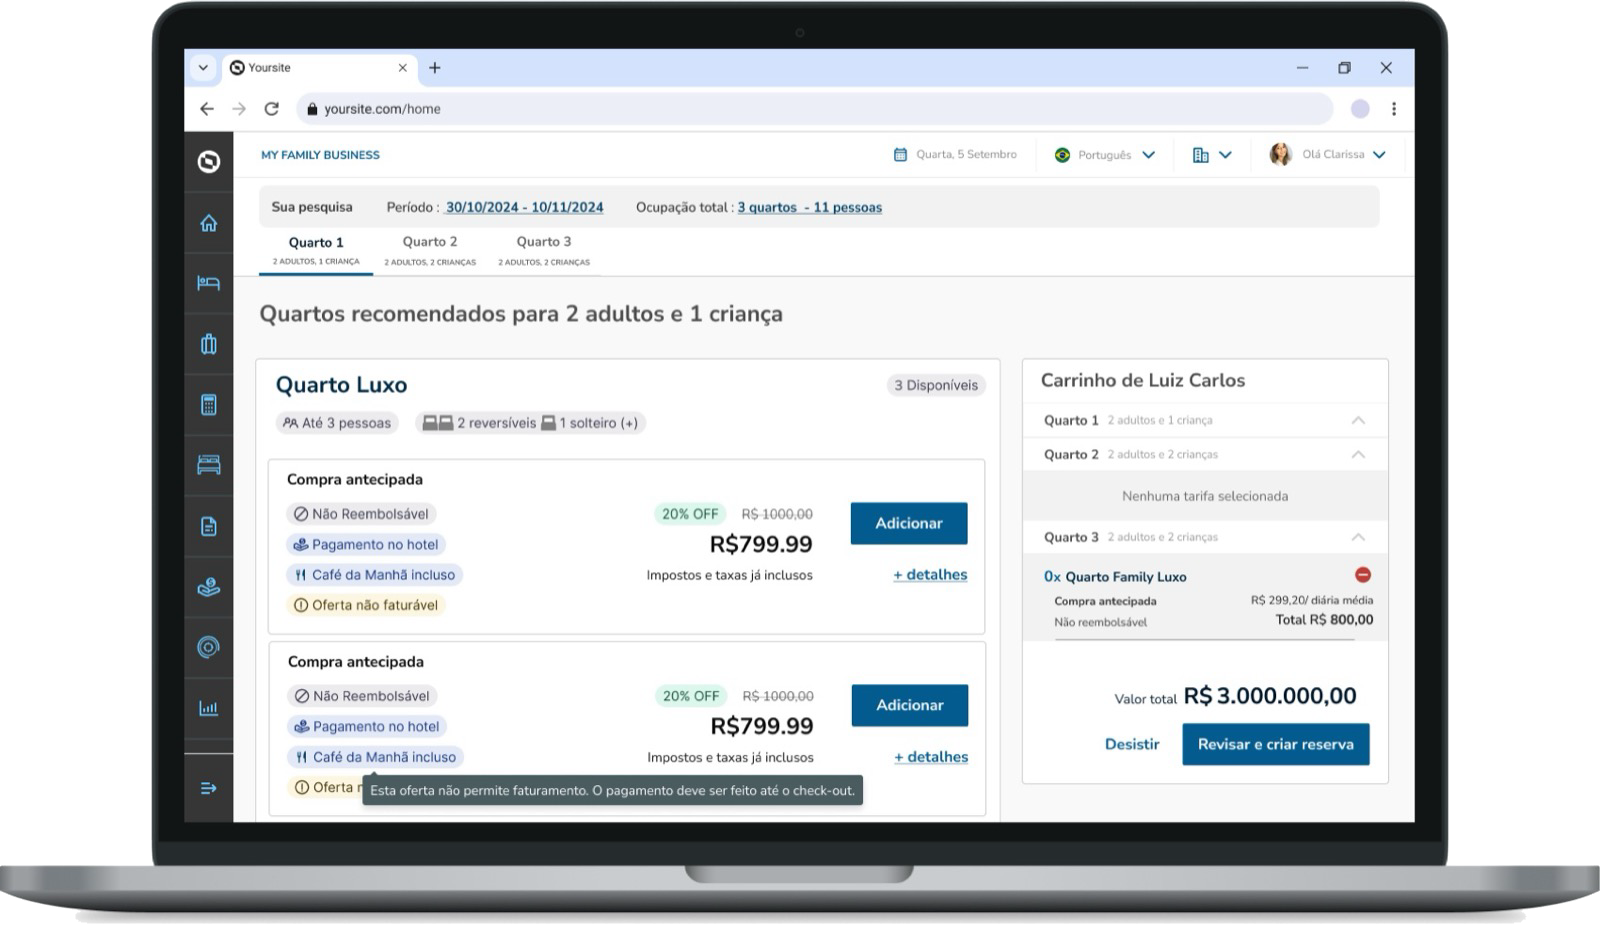 Yoursite
yoursite.com/home
MY FAMILY BUSINESS
Quarta, 5 Setembro
Português
Olá Clarissa
Sua pesquisa
Período : 30/10/2024 - 10/11/2024
Ocupação total : 3 quartos - 11 pessoas
Quarto 1
2 ADULTOS, 1 CRIANÇA
Quarto 2
2 ADULTOS, 2 CRIANÇAS
Quarto 3
2 ADULTOS, 2 CRIANÇAS
Quartos recomendados para 2 adultos e 1 criança
Quarto Luxo
3 Disponíveis
Até 3 pessoas
2 reversíveis 1 solteiro (+)
Compra antecipada
Não Reembolsável
Pagamento no hotel
Café da Manhã incluso
Oferta não faturável
20% OFF R$ 1000,00
R$799.99
Impostos e taxas já inclusos
Adicionar
+ detalhes
Compra antecipada
Não Reembolsável
Pagamento no hotel
Café da Manhã incluso
Oferta n
20% OFF R$ 1000,00
R$799.99
Impostos e taxas já inclusos
Adicionar
+ detalhes
Esta oferta não permite faturamento. O pagamento deve ser feito até o check-out.
Carrinho de Luiz Carlos
Quarto 1 2 adultos e 1 criança
Quarto 2 2 adultos e 2 crianças
Nenhuma tarifa selecionada
Quarto 3 2 adultos e 2 crianças
0x Quarto Family Luxo
Compra antecipada
R$ 299,20/ diária média
Não reembolsável
Total R$ 800,00
Valor total R$ 3.000.000,00
Desistir
Revisar e criar reserva